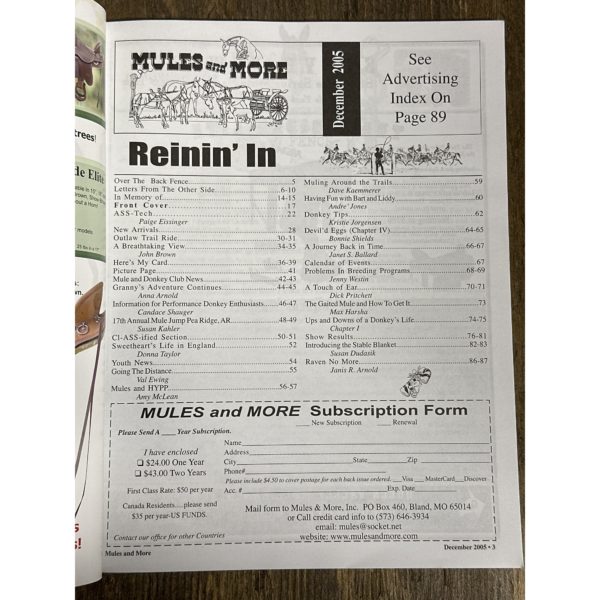 MULES and MORE
December 2005
See
Advertising
Index On
Page 89
Reinin' In
Over The Back Fence....5
Letters From The Other Side....6-10
In Memory of....14-15
Front Cover....17
ASS-Tech....22
Paige Eissinger
New Arrivals....28
Outlaw Trail Ride....30-31
A Breathtaking View....34-35
John Brown
Here's My Card....36-39
Picture Page....41
Mule and Donkey Club News....42-43
Granny's Adventure Continues....44-45
Anna Arnold
Information for Performance Donkey Enthusiasts....46-47
Candace Shauger
17th Annual Mule Jump Pea Ridge, AR....48-49
Susan Kahler
Cl-ASS-ified Section....50-51
Sweetheart's Life in England....52
Donna Taylor
Youth News....54
Going The Distance....55
Val Ewing
Mules and HYPP....56-57
Amy McLean
Muling Around the Trails....59
Dave Kaemmerer
Having Fun with Bart and Liddy....60
Andre' Jones
Donkey Tips....62
Kristie Jorgensen
Devil'd Eggs (Chapter IV)....64-65
Bonnie Shields
A Journey Back in Time....66-67
Janet S. Ballard
Calendar of Events....67
Problems In Breeding Programs....68-69
Jenny Westin
A Touch of Ear....70-71
Dick Pritchett
The Gaited Mule and How To Get It....73
Max Harsha
Ups and Downs of a Donkey's Life....74-75
Chapter I
Show Results....76-81
Introducing the Stable Blanket....82-83
Susan Dudasik
Raven No More....86-87
Janis R. Arnold
MULES and MORE Subscription Form
____ New Subscription ____ Renewal
Please Send A ____ Year Subscription.
I have enclosed
❏ $24.00 One Year
❏ $43.00 Two Years
First Class Rate: $50 per year
Canada Residents....please send
$35 per year-US FUNDS.
Contact our office for other Countries
Name
Address
City____State____Zip
Phone#
Please include $4.50 to cover postage for each back issue ordered. ___Visa ___MasterCard___Discover
Acc. #____Exp. Date
Mail form to Mules & More, Inc. PO Box 460, Bland, MO 65014
or Call credit card info to (573) 646-3934
email: mules@socket.net
website: www.mulesandmore.com
Mules and More
December 2005 • 3
trees!
de Elite
models.